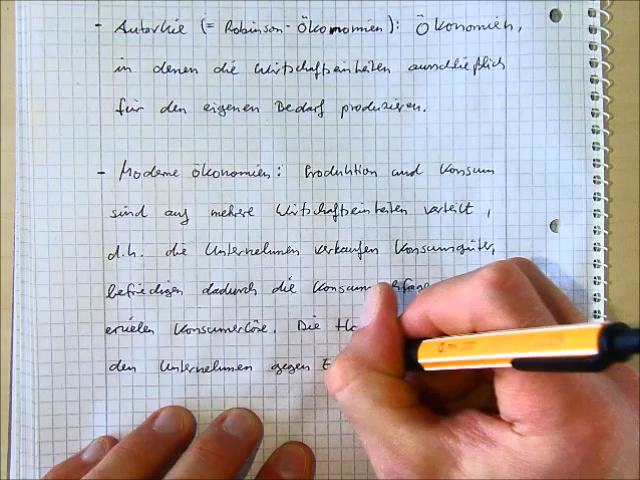 - Autarkie (= Robinson-Ökonomien): Ökonomien,
in denen die Wirtschaftseinheiten ausschließlich
für den eigenen Bedarf produzieren.
- Moderne Ökonomien: Produktion und Konsum
sind auf mehrere Wirtschaftseinheiten verteilt,
d.h. die Unternehmen verkaufen Konsumgüter,
befriedigen dadurch die Konsum
erzielen Konsumerlöse. Die
den Unternehmen gegen